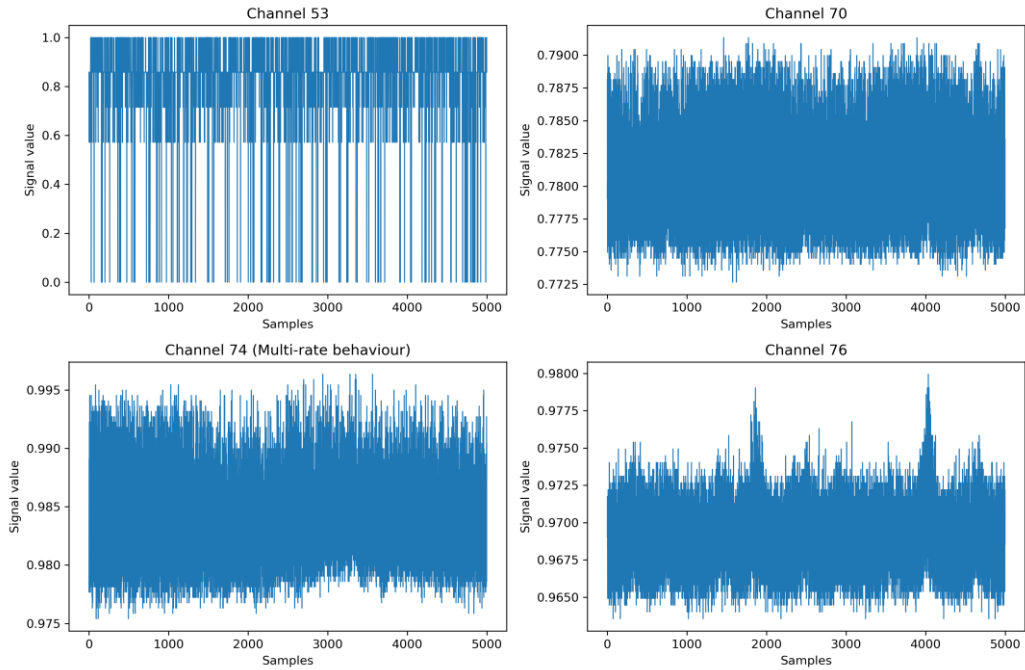 Channel 53
Signal value
1.0
0.8
0.6
0.4
0.2
0.0
0 1000 2000 3000 4000 5000
Samples
Channel 70
Signal value
0.7900
0.7875
0.7850
0.7825
0.7800
0.7775
0.7750
0.7725
0 1000 2000 3000 4000 5000
Samples
Channel 74 (Multi-rate behaviour)
Signal value
0.995
0.990
0.985
0.980
0.975
0 1000 2000 3000 4000 5000
Samples
Channel 76
Signal value
0.9800
0.9775
0.9750
0.9725
0.9700
0.9675
0.9650
0 1000 2000 3000 4000 5000
Samples